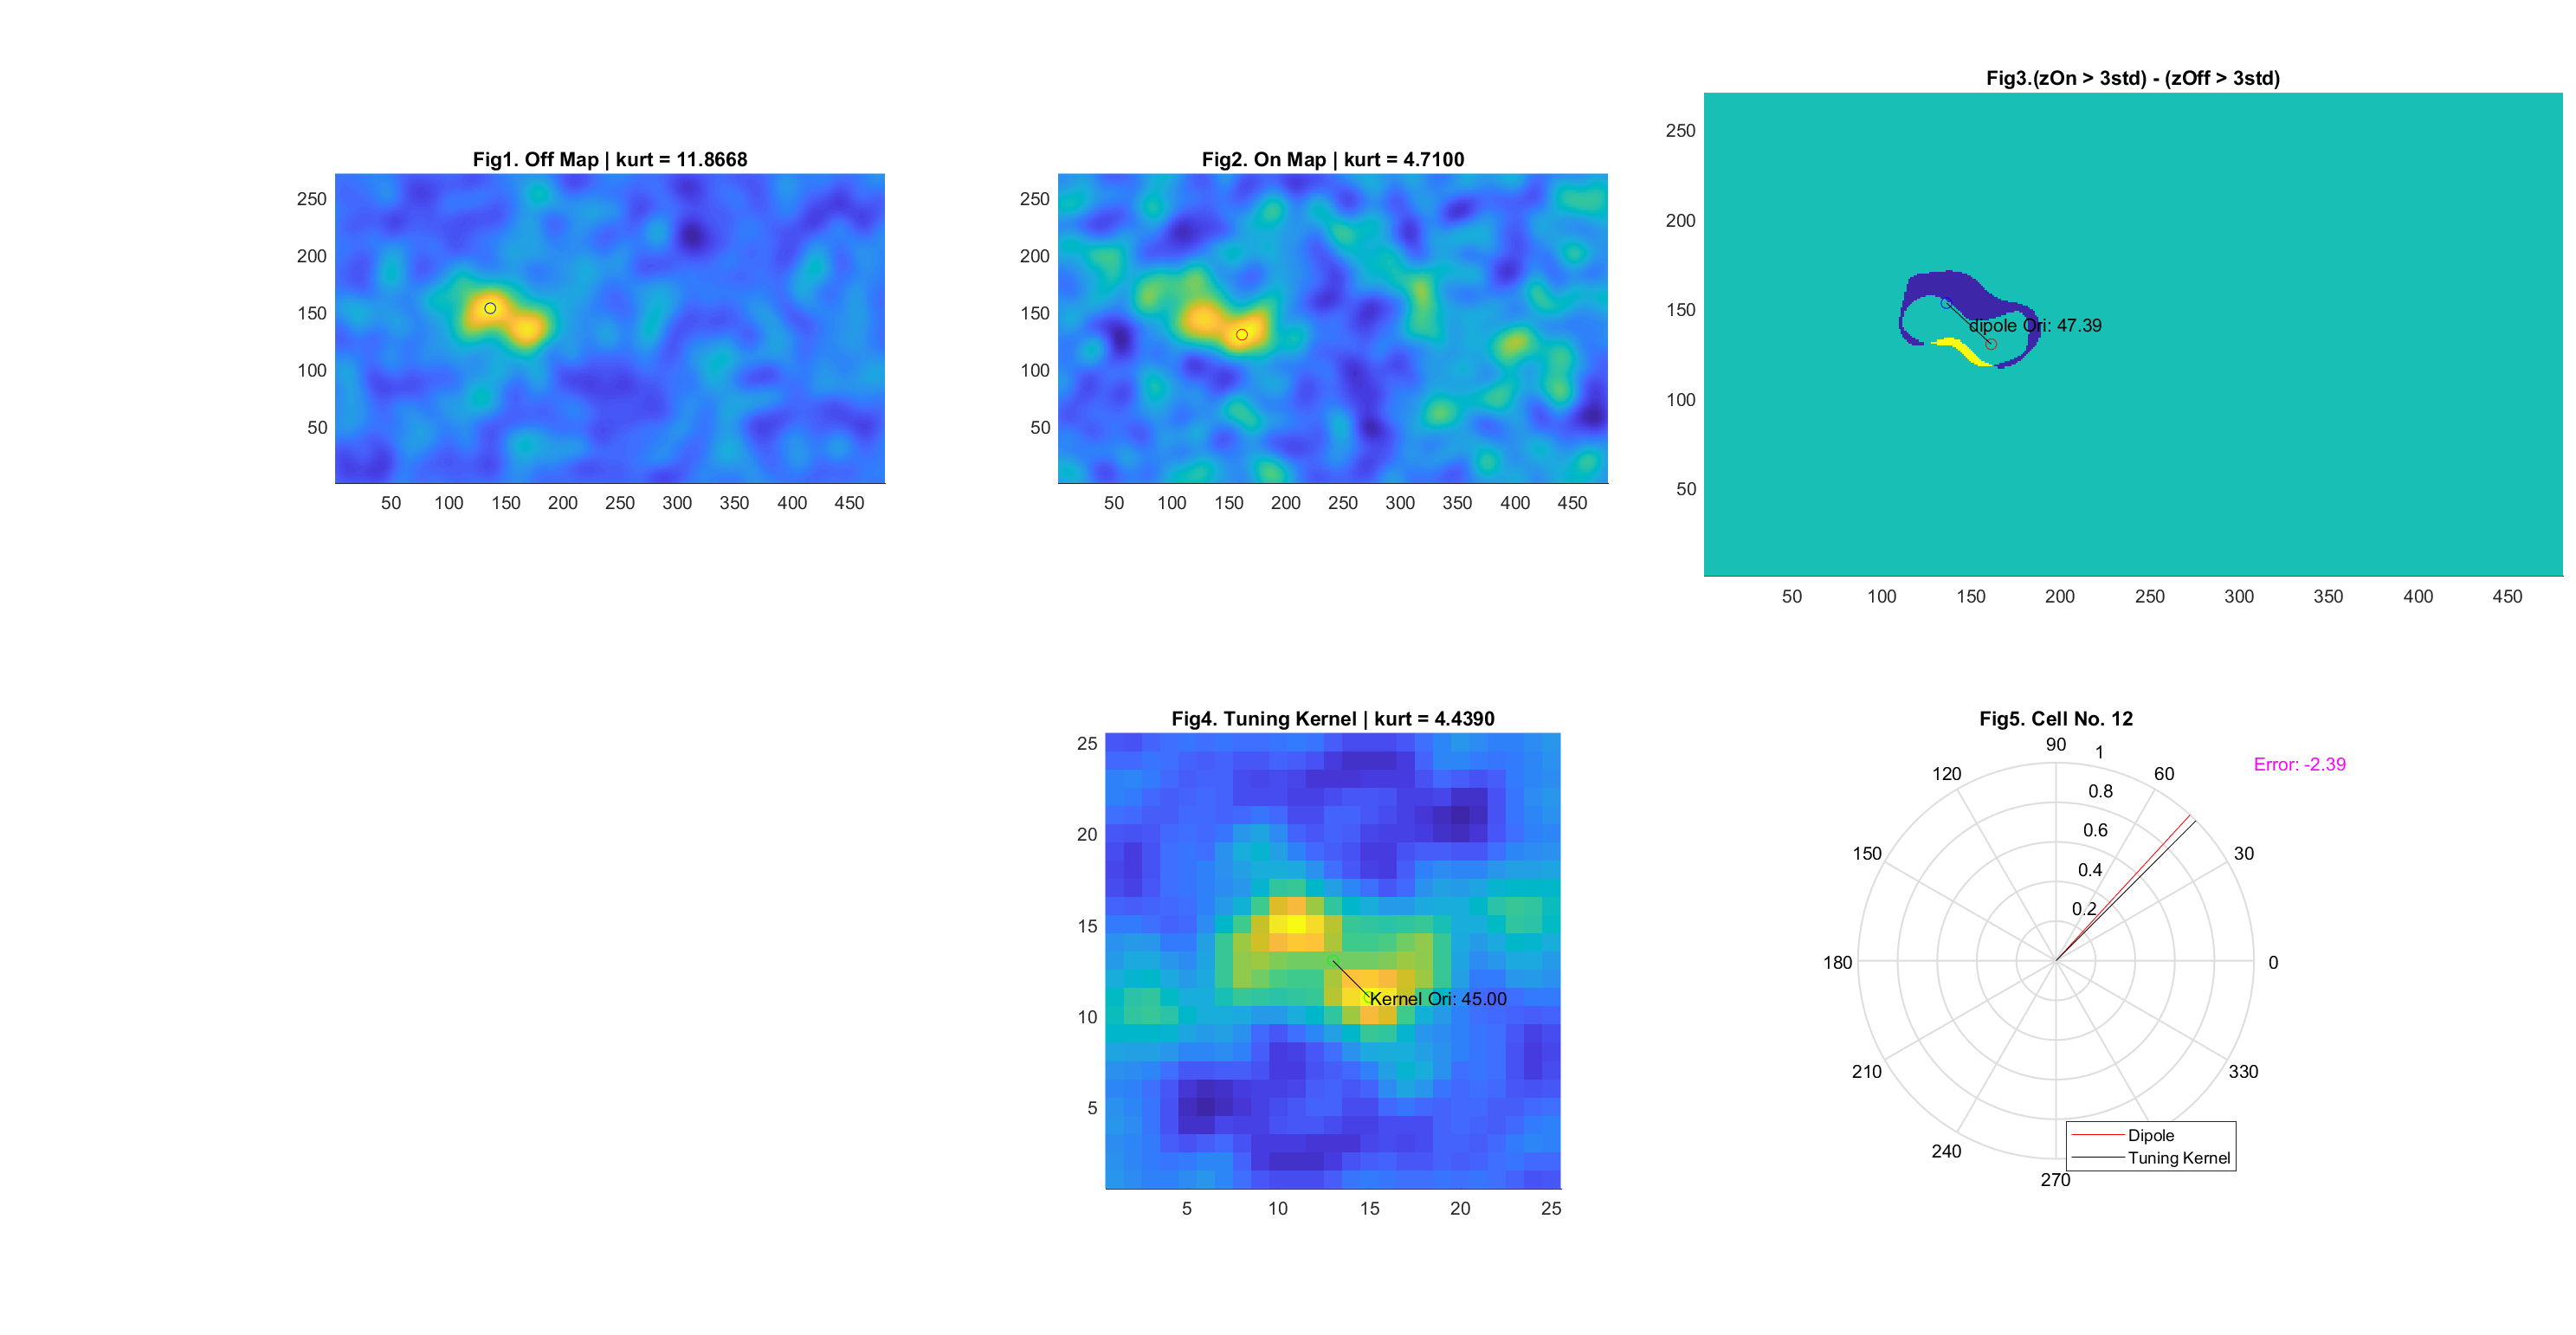 Fig1. Off Map | kurt = 11.8668
250
200
150
100
50
50 100 150 200 250 300 350 400 450
Fig2. On Map | kurt = 4.7100
250
200
150
100
50
50 100 150 200 250 300 350 400 450
Fig3.(zOn > 3std) - (zOff > 3std)
250
200
150
100
50
dipole Ori: 47.39
50 100 150 200 250 300 350 400 450
Fig4. Tuning Kernel | kurt = 4.4390
25
20
15
10
5
Kernel Ori: 45.00
5 10 15 20 25
Fig5. Cell No. 12
Error: -2.39
90
1
120
60
0.8
0.6
150
30
0.4
0.2
180
0
210
330
240
270
Dipole
Tuning Kernel